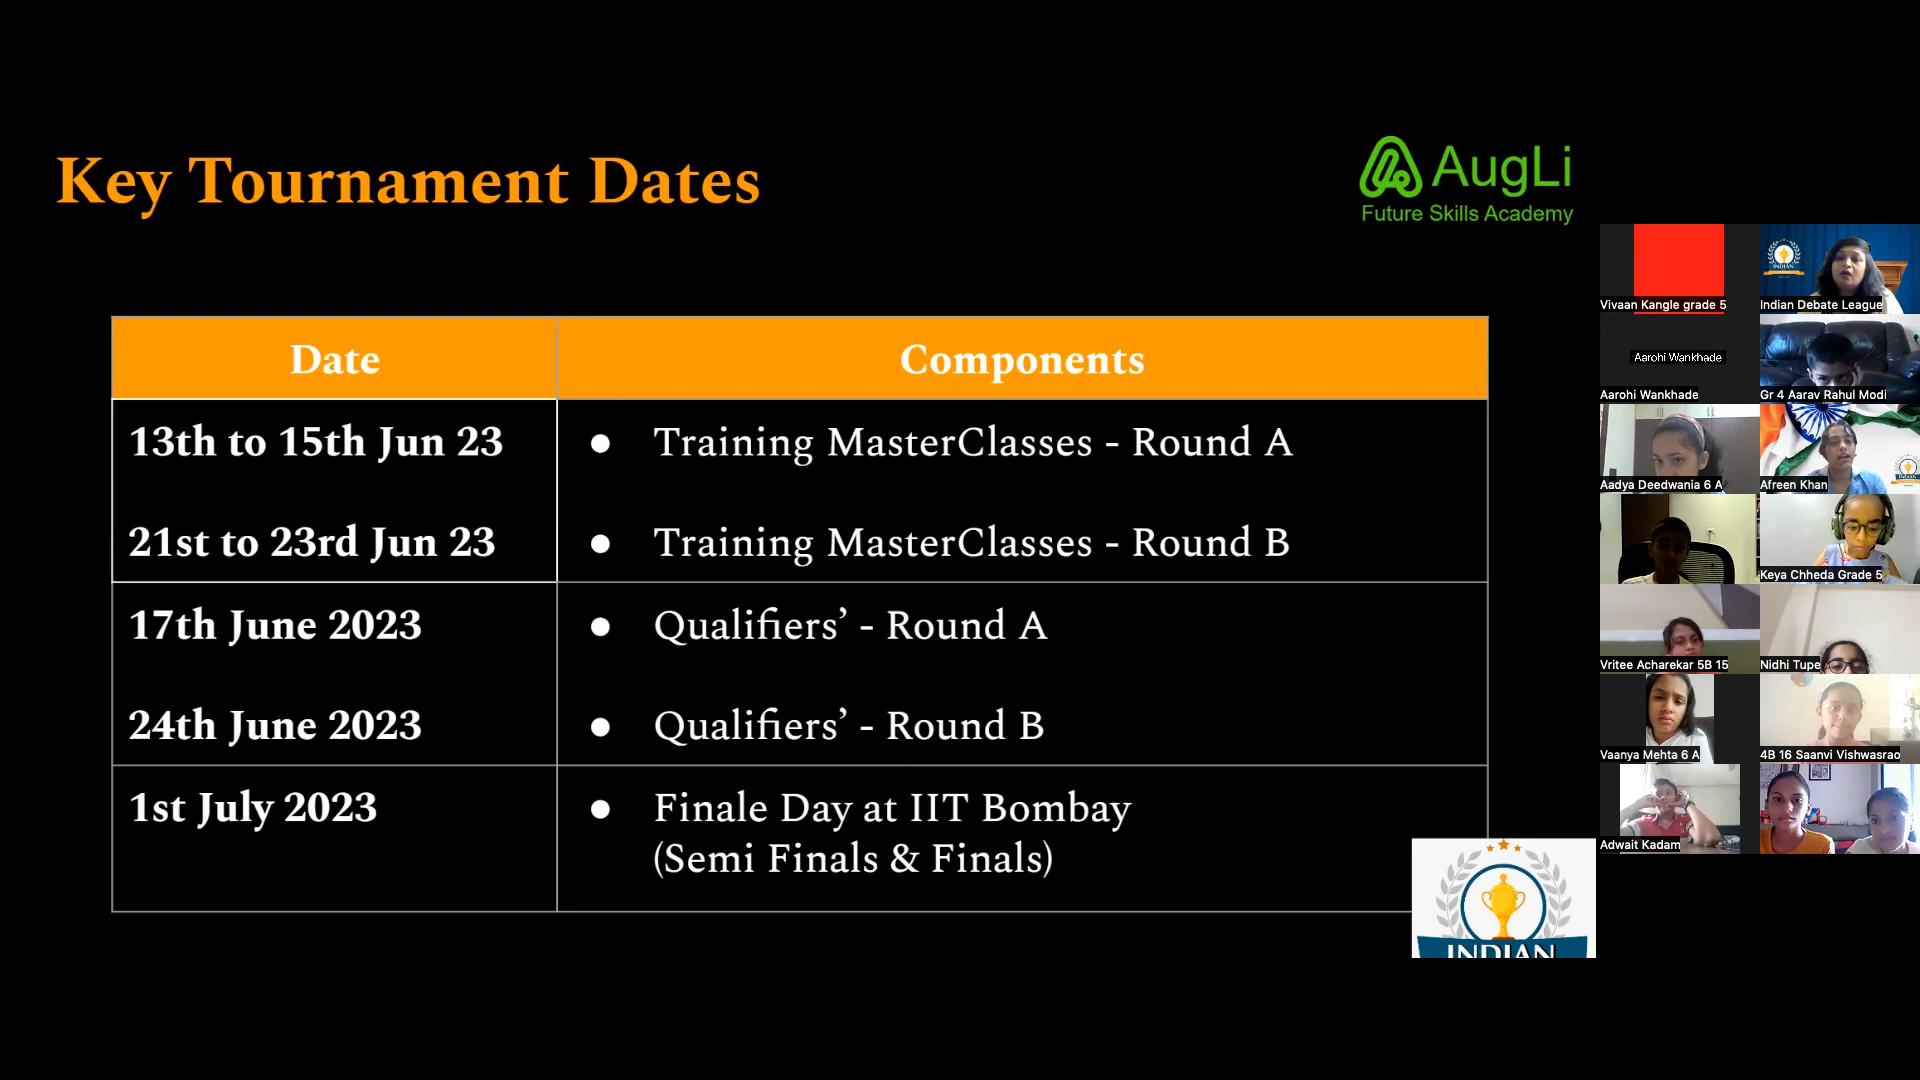 Key Tournament Dates
AugLi
Future Skills Academy
Date Components
13th to 15th Jun 23 ● Training MasterClasses - Round A
21st to 23rd Jun 23 ● Training MasterClasses - Round B
17th June 2023 ● Qualifiers’ - Round A
24th June 2023 ● Qualifiers’ - Round B
1st July 2023 ● Finale Day at IIT Bombay
(Semi Finals & Finals)
INDIAN
Vivaan Kangle grade 5
INDIAN
Indian Debate League
Aarohi Wankhade
Aarohi Wankhade
Gr 4 Aarav Rahul Modi
Aadya Deedwania 6 A
Afreen Khan
Keya Chheda Grade 5
Vritee Acharekar 5B 15
Nidhi Tupe
Vaanya Mehta 6 A
4B 16 Saanvi Vishwasrao
Adwait Kadam